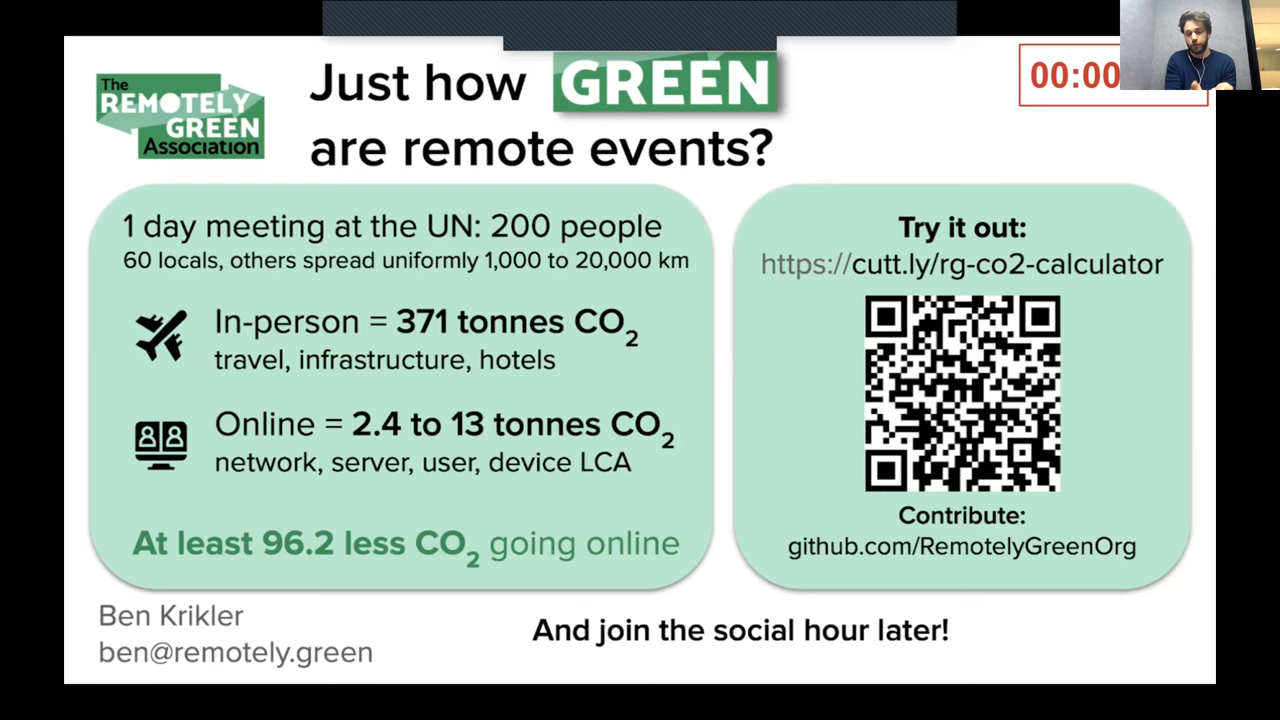 The
REMOTELY
GREEN
Association
Just how GREEN
are remote events?
00:00
1 day meeting at the UN: 200 people
60 locals, others spread uniformly 1,000 to 20,000 km
In-person = 371 tonnes CO2
travel, infrastructure, hotels
Online = 2.4 to 13 tonnes CO2
network, server, user, device LCA
At least 96.2 less CO2 going online
Try it out:
https://cutt.ly/rg-co2-calculator
Contribute:
github.com/RemotelyGreenOrg
Ben Krikler
ben@remotely.green
And join the social hour later!